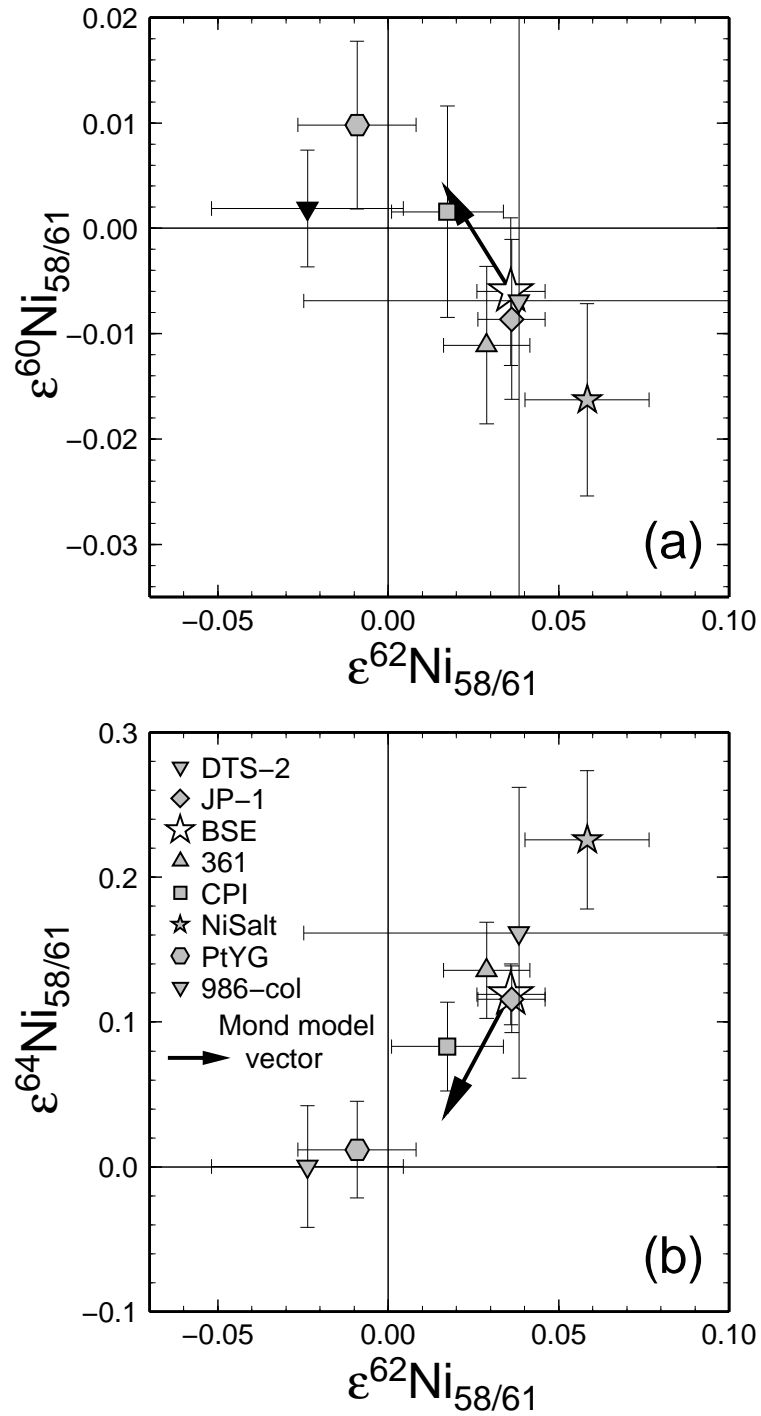 0.02
0.01
0.00
−0.01
−0.02
−0.03
ε60Ni58/61
(a)
−0.05 0.00 0.05 0.10
ε62Ni58/61
0.3
0.2
0.1
0.0
−0.1
ε64Ni58/61
DTS−2
JP−1
BSE
361
CPI
NiSalt
PtYG
986−col
Mond model
vector
(b)
−0.05 0.00 0.05 0.10
ε62Ni58/61